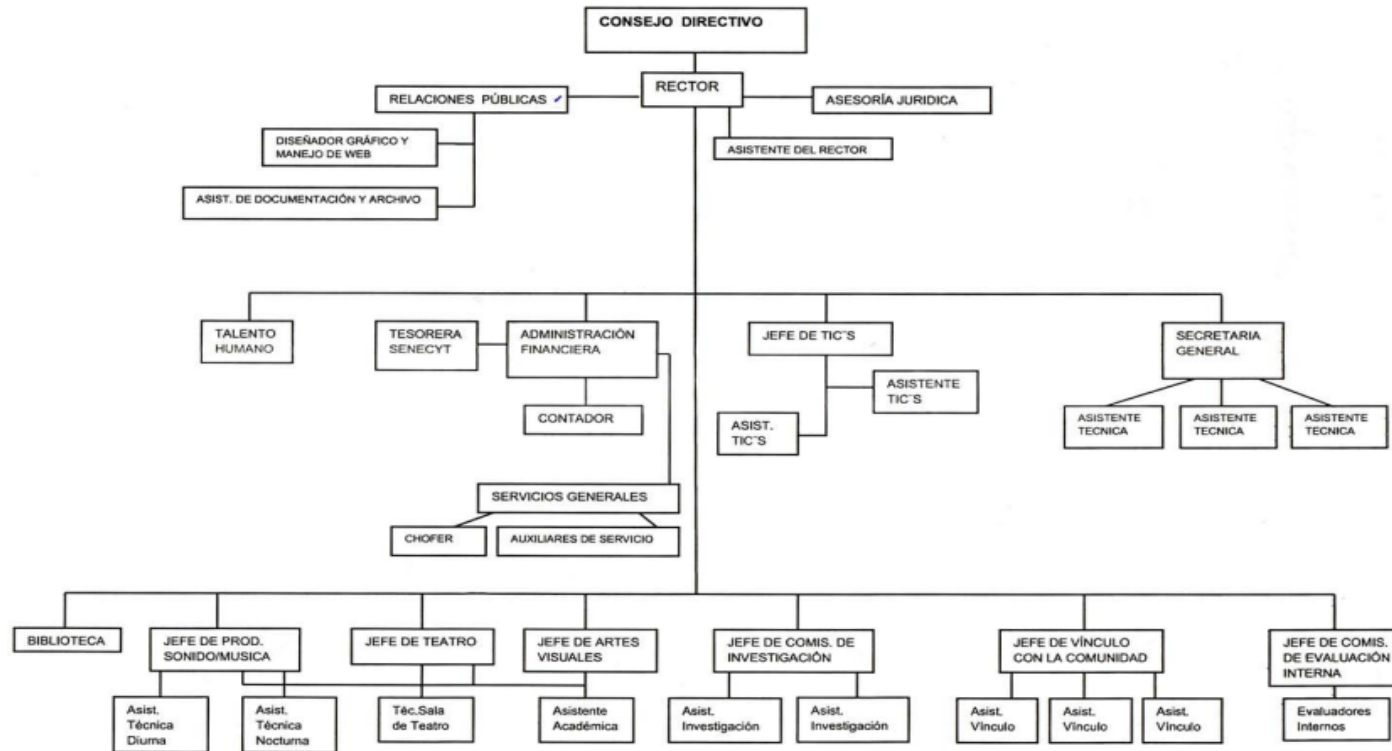 CONSEJO DIRECTIVO
RECTOR
RELACIONES PÚBLICAS
ASESORÍA JURIDICA
DISEÑADOR GRÁFICO Y
MANEJO DE WEB
ASISTENTE DEL RECTOR
ASIST. DE DOCUMENTACIÓN Y ARCHIVO
TALENTO
HUMANO
TESORERA
SENECYT
ADMINISTRACIÓN
FINANCIERA
JEFE DE TIC¨S
SECRETARIA
GENERAL
CONTADOR
ASISTENTE
TIC¨S
ASIST.
TIC¨S
ASISTENTE
TECNICA
ASISTENTE
TECNICA
ASISTENTE
TECNICA
SERVICIOS GENERALES
CHOFER
AUXILIARES DE SERVICIO
BIBLIOTECA
JEFE DE PROD.
SONIDO/MUSICA
JEFE DE TEATRO
JEFE DE ARTES
VISUALES
JEFE DE COMIS. DE
INVESTIGACIÓN
JEFE DE VÍNCULO
CON LA COMUNIDAD
JEFE DE COMIS.
DE EVALUACIÓN
INTERNA
Asist.
Técnica
Diurna
Asist.
Técnica
Nocturna
Téc.Sala
de Teatro
Asistente
Académica
Asist.
Investigación
Asist.
Investigación
Asist.
Vínculo
Asist.
Vínculo
Asist.
Vínculo
Evaluadores
Internos